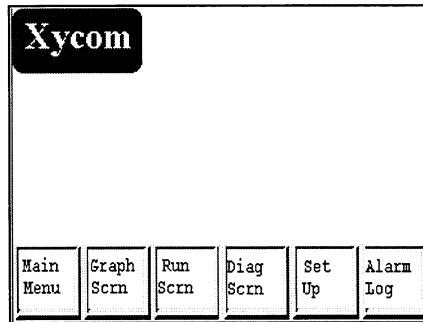 Xycom
Main Menu
Graph Scrn
Run Scrn
Diag Scrn
Set Up
Alarm Log